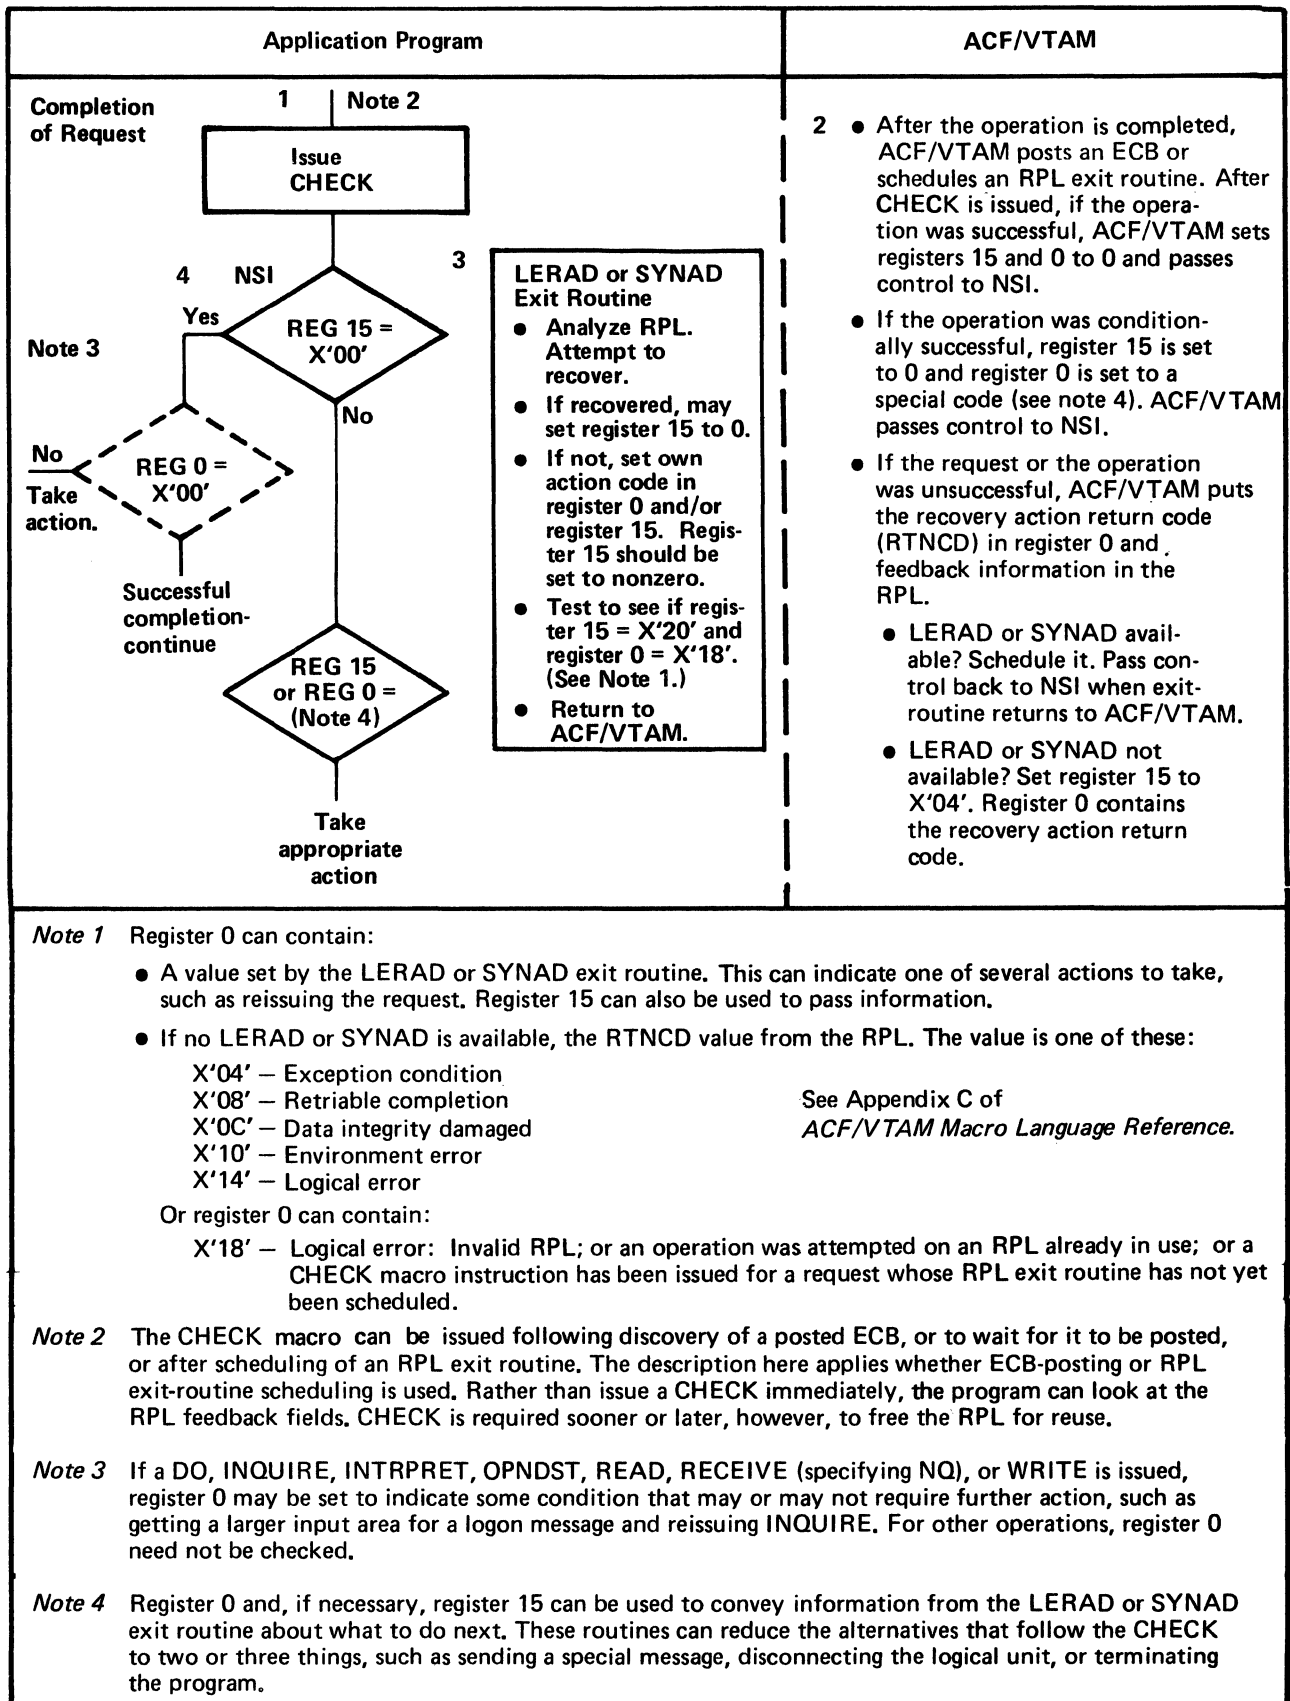 Application Program
ACF/VTAM
Completion
of Request
1
Note 2
Issue
CHECK
4
NSI
3
Yes
REG 15 =
X'00'
Note 3
No
No
Take
action.
REG 0 =
X'00'
Successful
completion-
continue
REG 15
or REG 0 =
(Note 4)
Take
appropriate
action
LERAD or SYNAD
Exit Routine
● Analyze RPL.
Attempt to
recover.
● If recovered, may
set register 15 to 0.
● If not, set own
action code in
register 0 and/or
register 15. Regis-
ter 15 should be
set to nonzero.
● Test to see if regis-
ter 15 = X'20' and
register 0 = X'18'.
(See Note 1.)
● Return to
ACF/VTAM.
2 ● After the operation is completed,
ACF/VTAM posts an ECB or
schedules an RPL exit routine. After
CHECK is issued, if the opera-
tion was successful, ACF/VTAM sets
registers 15 and 0 to 0 and passes
control to NSI.
● If the operation was condition-
ally successful, register 15 is set
to 0 and register 0 is set to a
special code (see note 4). ACF/VTAM
passes control to NSI.
● If the request or the operation
was unsuccessful, ACF/VTAM puts
the recovery action return code
(RTNCD) in register 0 and
feedback information in the
RPL.
● LERAD or SYNAD avail-
able? Schedule it. Pass con-
trol back to NSI when exit-
routine returns to ACF/VTAM.
● LERAD or SYNAD not
available? Set register 15 to
X'04'. Register 0 contains
the recovery action return
code.
Note 1 Register 0 can contain:
● A value set by the LERAD or SYNAD exit routine. This can indicate one of several actions to take,
such as reissuing the request. Register 15 can also be used to pass information.
● If no LERAD or SYNAD is available, the RTNCD value from the RPL. The value is one of these:
X'04' — Exception condition
X'08' — Retriable completion
X'0C' — Data integrity damaged
X'10' — Environment error
X'14' — Logical error
See Appendix C of
ACF/VTAM Macro Language Reference.
Or register 0 can contain:
X'18' — Logical error: Invalid RPL; or an operation was attempted on an RPL already in use; or a
CHECK macro instruction has been issued for a request whose RPL exit routine has not yet
been scheduled.
Note 2 The CHECK macro can be issued following discovery of a posted ECB, or to wait for it to be posted,
or after scheduling of an RPL exit routine. The description here applies whether ECB-posting or RPL
exit-routine scheduling is used. Rather than issue a CHECK immediately, the program can look at the
RPL feedback fields. CHECK is required sooner or later, however, to free the RPL for reuse.
Note 3 If a DO, INQUIRE, INTRPRET, OPNDST, READ, RECEIVE (specifying NQ), or WRITE is issued,
register 0 may be set to indicate some condition that may or may not require further action, such as
getting a larger input area for a logon message and reissuing INQUIRE. For other operations, register 0
need not be checked.
Note 4 Register 0 and, if necessary, register 15 can be used to convey information from the LERAD or SYNAD
exit routine about what to do next. These routines can reduce the alternatives that follow the CHECK
to two or three things, such as sending a special message, disconnecting the logical unit, or terminating
the program.